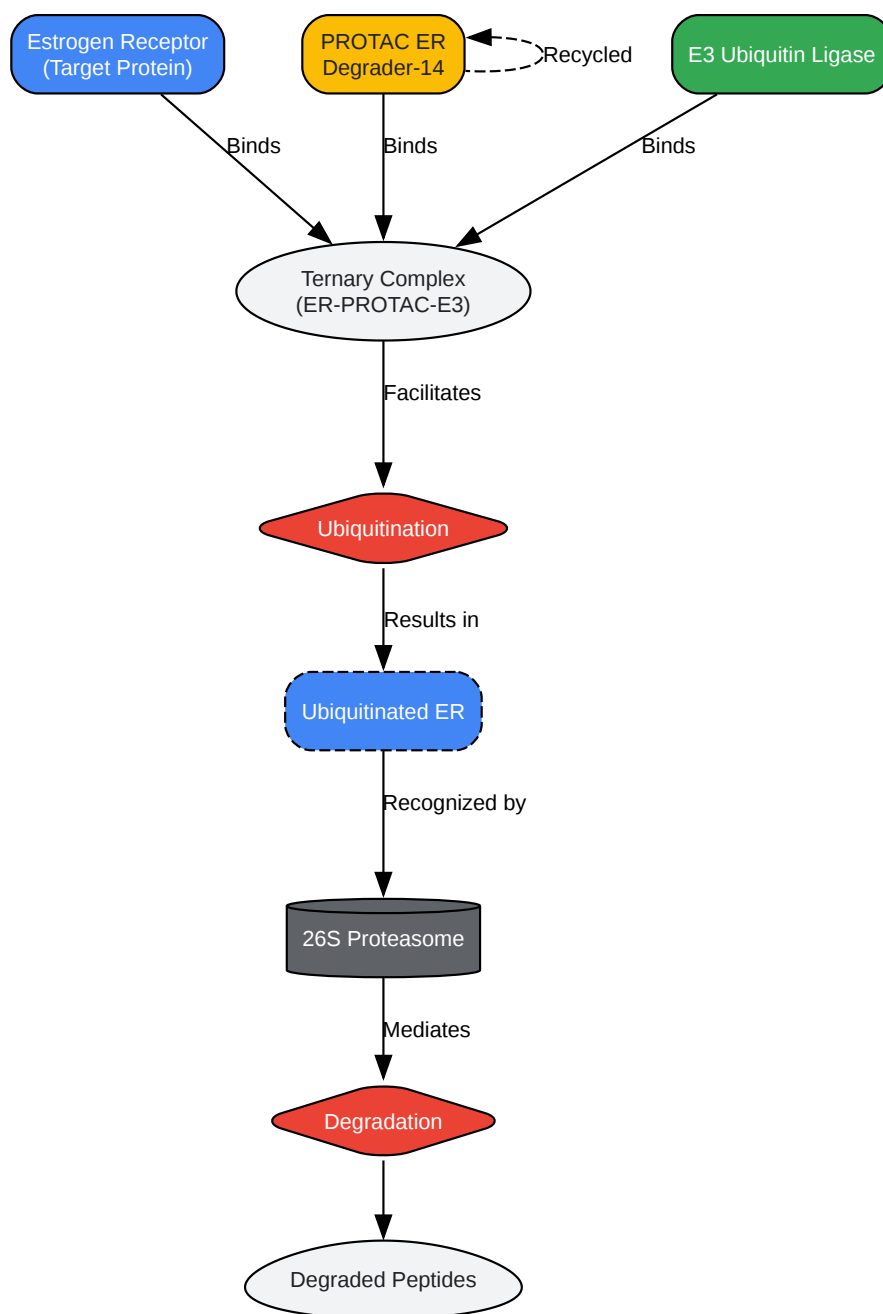 Estrogen Receptor
(Target Protein)
PROTAC ER
Degrader-14
Recycled
E3 Ubiquitin Ligase
Binds
Binds
Binds
Ternary Complex
(ER-PROTAC-E3)
Facilitates
Ubiquitination
Results in
Ubiquitinated ER
Recognized by
26S Proteasome
Mediates
Degradation
Degraded Peptides